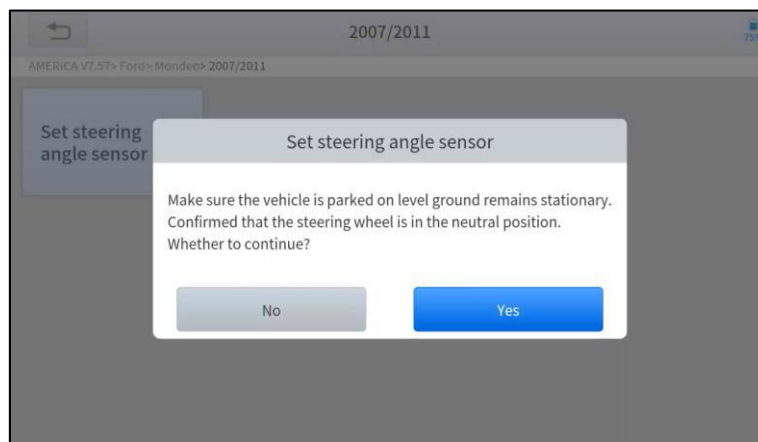 2007/2011
75%
AMERICA V7.57> Ford> Mondeo> 2007/2011
Set steering
angle sensor
Set steering angle sensor
Make sure the vehicle is parked on level ground remains stationary.
Confirmed that the steering wheel is in the neutral position.
Whether to continue?
No
Yes